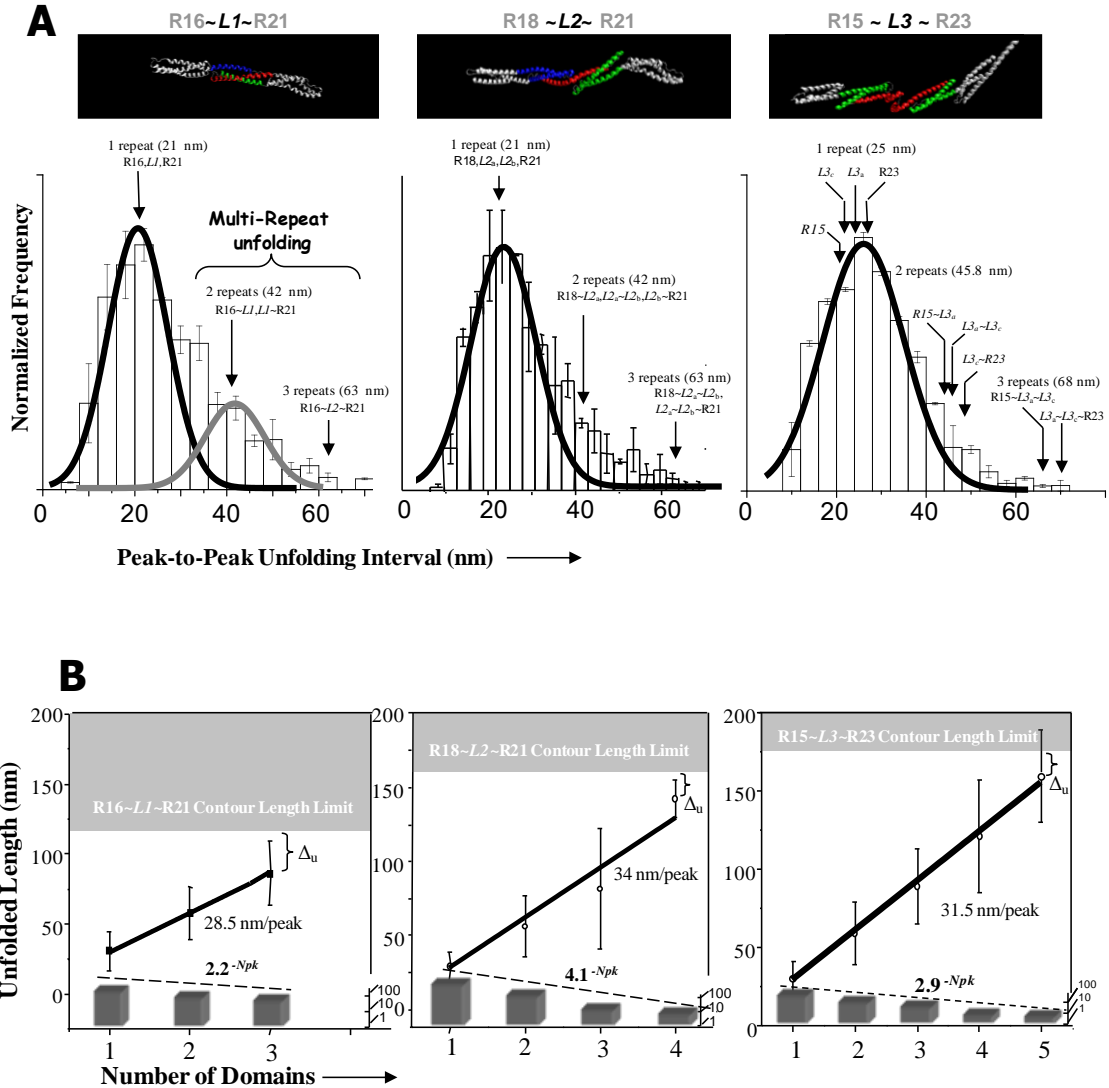 A
R16~L1~R21
R18 ~L2~ R21
R15 ~ L3 ~ R23
Normalized Frequency
1 repeat (21 nm)
R16,L1,R21
Multi-Repeat
unfolding
2 repeats (42 nm)
R16~L1,L1~R21
3 repeats (63 nm)
R16~L2~R21
0 20 40 60
1 repeat (21 nm)
R18,L2a,L2b,R21
2 repeats (42 nm)
R18~L2a,L2a~L2b,L2b~R21
3 repeats (63 nm)
R18~L2a~L2b,
L2a~L2b~R21
0 20 40 60
1 repeat (25 nm)
L3c L3a R23
R15
2 repeats (45.8 nm)
R15~L3a
L3a~L3c
L3c~R23
3 repeats (68 nm)
R15~L3a~L3c
L3a~L3c~R23
0 20 40 60
Peak-to-Peak Unfolding Interval (nm)
B
Unfolded Length (nm)
200
150
100
50
0
R16~L1~R21 Contour Length Limit
Δu
28.5 nm/peak
2.2-Npk
100
10
1
1 2 3
200
150
100
50
0
R18~L2~R21 Contour Length Limit
Δu
34 nm/peak
4.1-Npk
100
10
1
1 2 3 4
200
150
100
50
0
R15~L3~R23 Contour Length Limit
Δu
31.5 nm/peak
2.9-Npk
100
10
1
1 2 3 4 5
Number of Domains